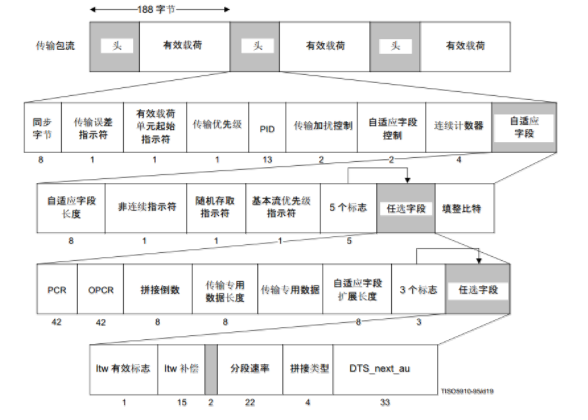 188 字节
传输包流
头
有效载荷
头
有效载荷
头
有效载荷
同步
字节
传输误差
指示符
有效载荷
单元起始
指示符
传输优先级
PID
传输加扰控制
自适应字段
控制
连续计数器
自适应
字段
8
1
1
1
13
2
2
4
自适应字段
长度
非连续指示符
随机存取
指示符
基本流优先级
指示符
5 个标志
任选字段
填整比特
8
1
1
1
5
PCR
OPCR
拼接倒数
传输专用
数据长度
传输专用数据
自适应字段
扩展长度
3 个标志
任选字段
42
42
8
8
8
3
ltw 有效标志
ltw 补偿
分段速率
拼接类型
DTS_next_au
1
15
2
22
4
33